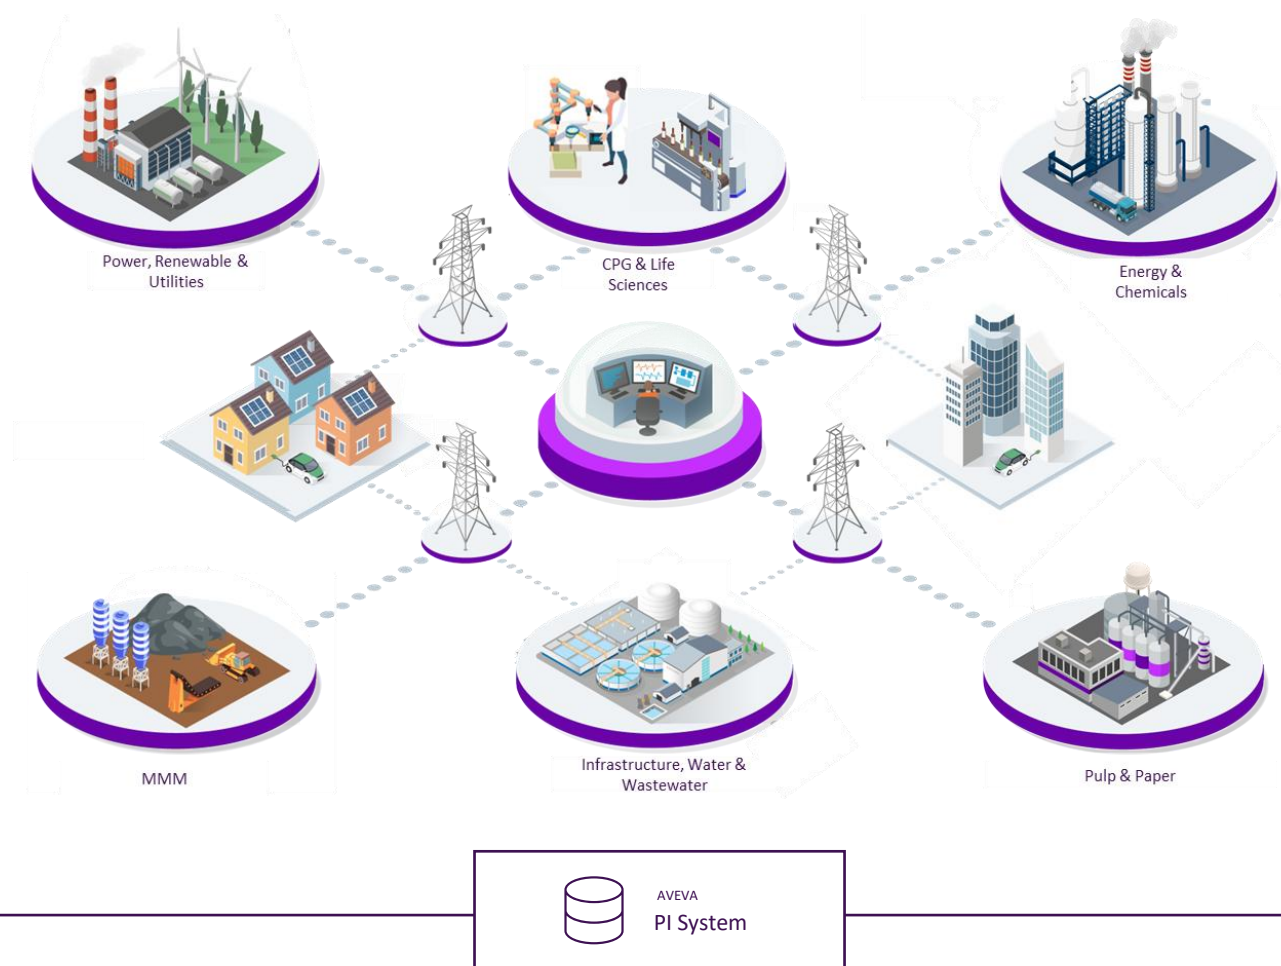 Power, Renewable &
Utilities
CPG & Life
Sciences
Energy &
Chemicals
MMM
Infrastructure, Water &
Wastewater
Pulp & Paper
AVEVA
PI System